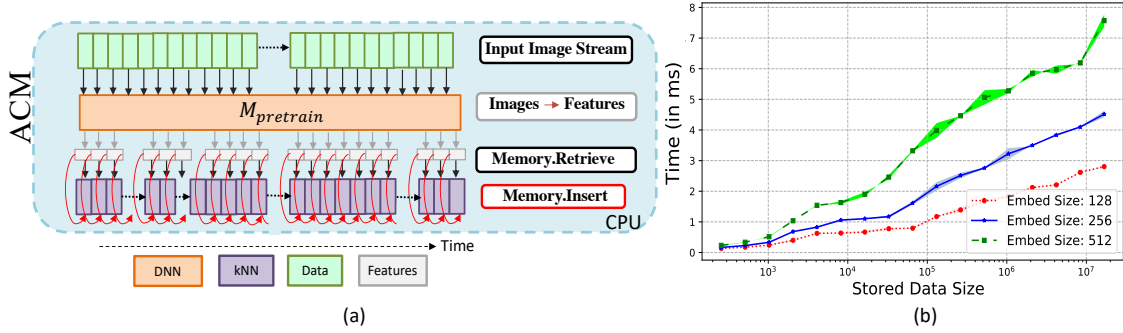 ACM
Input Image Stream
M_pretrain
Images → Features
Memory.Retrieve
Memory.Insert
CPU
Time
DNN
kNN
Data
Features
(a)
8
7
6
5
4
3
2
1
0
Time (in ms)
10^3
10^4
10^5
10^6
10^7
Stored Data Size
Embed Size: 128
Embed Size: 256
Embed Size: 512
(b)